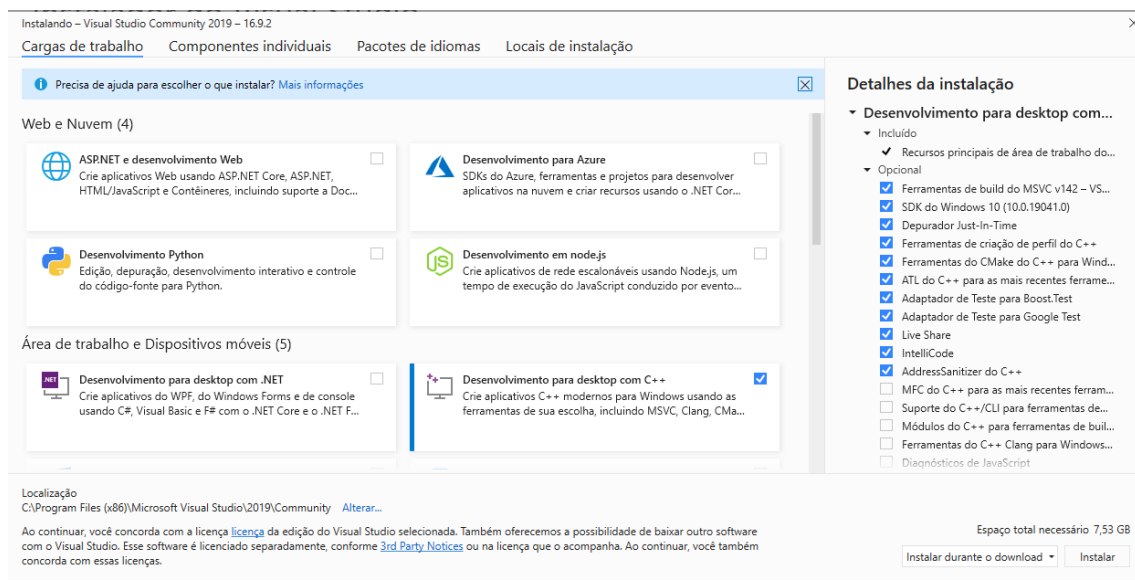 Instalando – Visual Studio Community 2019 – 16.9.2
Cargas de trabalho Componentes individuais Pacotes de idiomas Locais de instalação
Precisa de ajuda para escolher o que instalar? Mais informações
Web e Nuvem (4)
ASP.NET e desenvolvimento Web
Crie aplicativos Web usando ASP.NET Core, ASP.NET,
HTML/JavaScript e Contêineres, incluindo suporte a Doc...
Desenvolvimento para Azure
SDKs do Azure, ferramentas e projetos para desenvolver
aplicativos na nuvem e criar recursos usando o .NET Cor...
Desenvolvimento Python
Edição, depuração, desenvolvimento interativo e controle
do código-fonte para Python.
Desenvolvimento em node.js
Crie aplicativos de rede escalonáveis usando Node.js, um
tempo de execução do JavaScript conduzido por evento...
Área de trabalho e Dispositivos móveis (5)
.NET
Desenvolvimento para desktop com .NET
Crie aplicativos do WPF, do Windows Forms e de console
usando C#, Visual Basic e F# com o .NET Core e o .NET F...
Desenvolvimento para desktop com C++
Crie aplicativos C++ modernos para Windows usando as
ferramentas de sua escolha, incluindo MSVC, Clang, CMa...
Detalhes da instalação
Desenvolvimento para desktop com...
Incluído
Recursos principais de área de trabalho do...
Opcional
Ferramentas de build do MSVC v142 – VS...
SDK do Windows 10 (10.0.19041.0)
Depurador Just-In-Time
Ferramentas de criação de perfil do C++
Ferramentas do CMake do C++ para Wind...
ATL do C++ para as mais recentes ferrame...
Adaptador de Teste para Boost.Test
Adaptador de Teste para Google Test
Live Share
IntelliCode
AddressSanitizer do C++
MFC do C++ para as mais recentes ferram...
Suporte do C++/CLI para ferramentas de...
Módulos do C++ para ferramentas de buil...
Ferramentas do C++ Clang para Windows...
Diagnósticos de JavaScript
Localização
C:\Program Files (x86)\Microsoft Visual Studio\2019\Community Alterar...
Ao continuar, você concorda com a licença licença da edição do Visual Studio selecionada. Também oferecemos a possibilidade de baixar outro software
com o Visual Studio. Esse software é licenciado separadamente, conforme 3rd Party Notices ou na licença que o acompanha. Ao continuar, você também
concorda com essas licenças.
Espaço total necessário 7,53 GB
Instalar durante o download Instalar